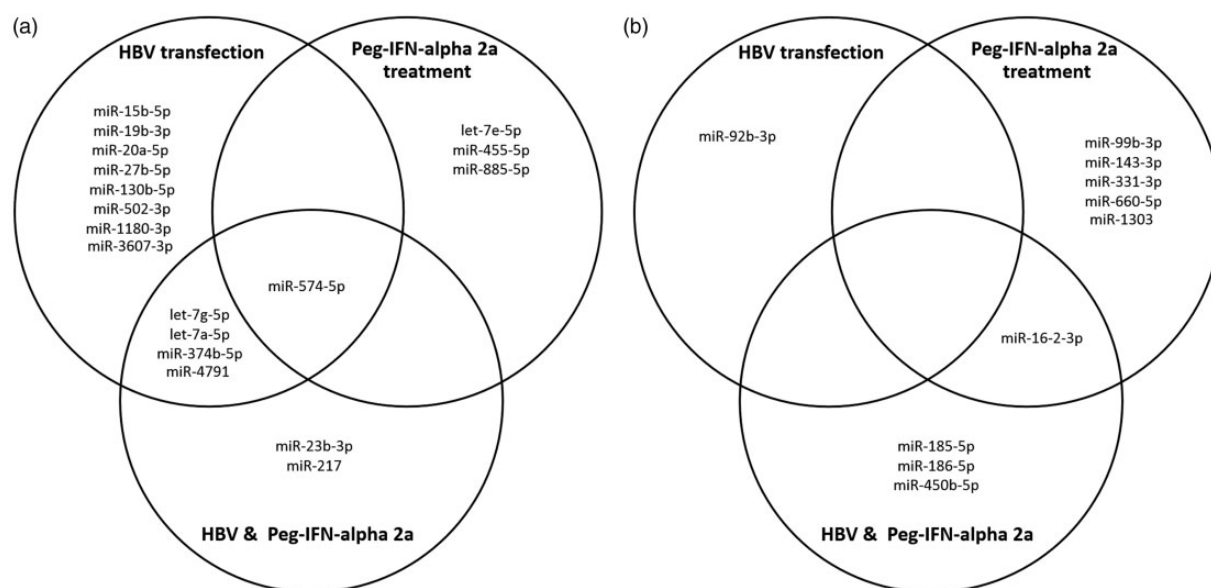 (a)
HBV transfection
Peg-IFN-alpha 2a
treatment
miR-15b-5p
miR-19b-3p
miR-20a-5p
miR-27b-5p
miR-130b-5p
miR-502-3p
miR-1180-3p
miR-3607-3p
let-7e-5p
miR-455-5p
miR-885-5p
miR-574-5p
let-7g-5p
let-7a-5p
miR-374b-5p
miR-4791
miR-23b-3p
miR-217
HBV & Peg-IFN-alpha 2a
(b)
HBV transfection
Peg-IFN-alpha 2a
treatment
miR-92b-3p
miR-99b-3p
miR-143-3p
miR-331-3p
miR-660-5p
miR-1303
miR-16-2-3p
miR-185-5p
miR-186-5p
miR-450b-5p
HBV & Peg-IFN-alpha 2a